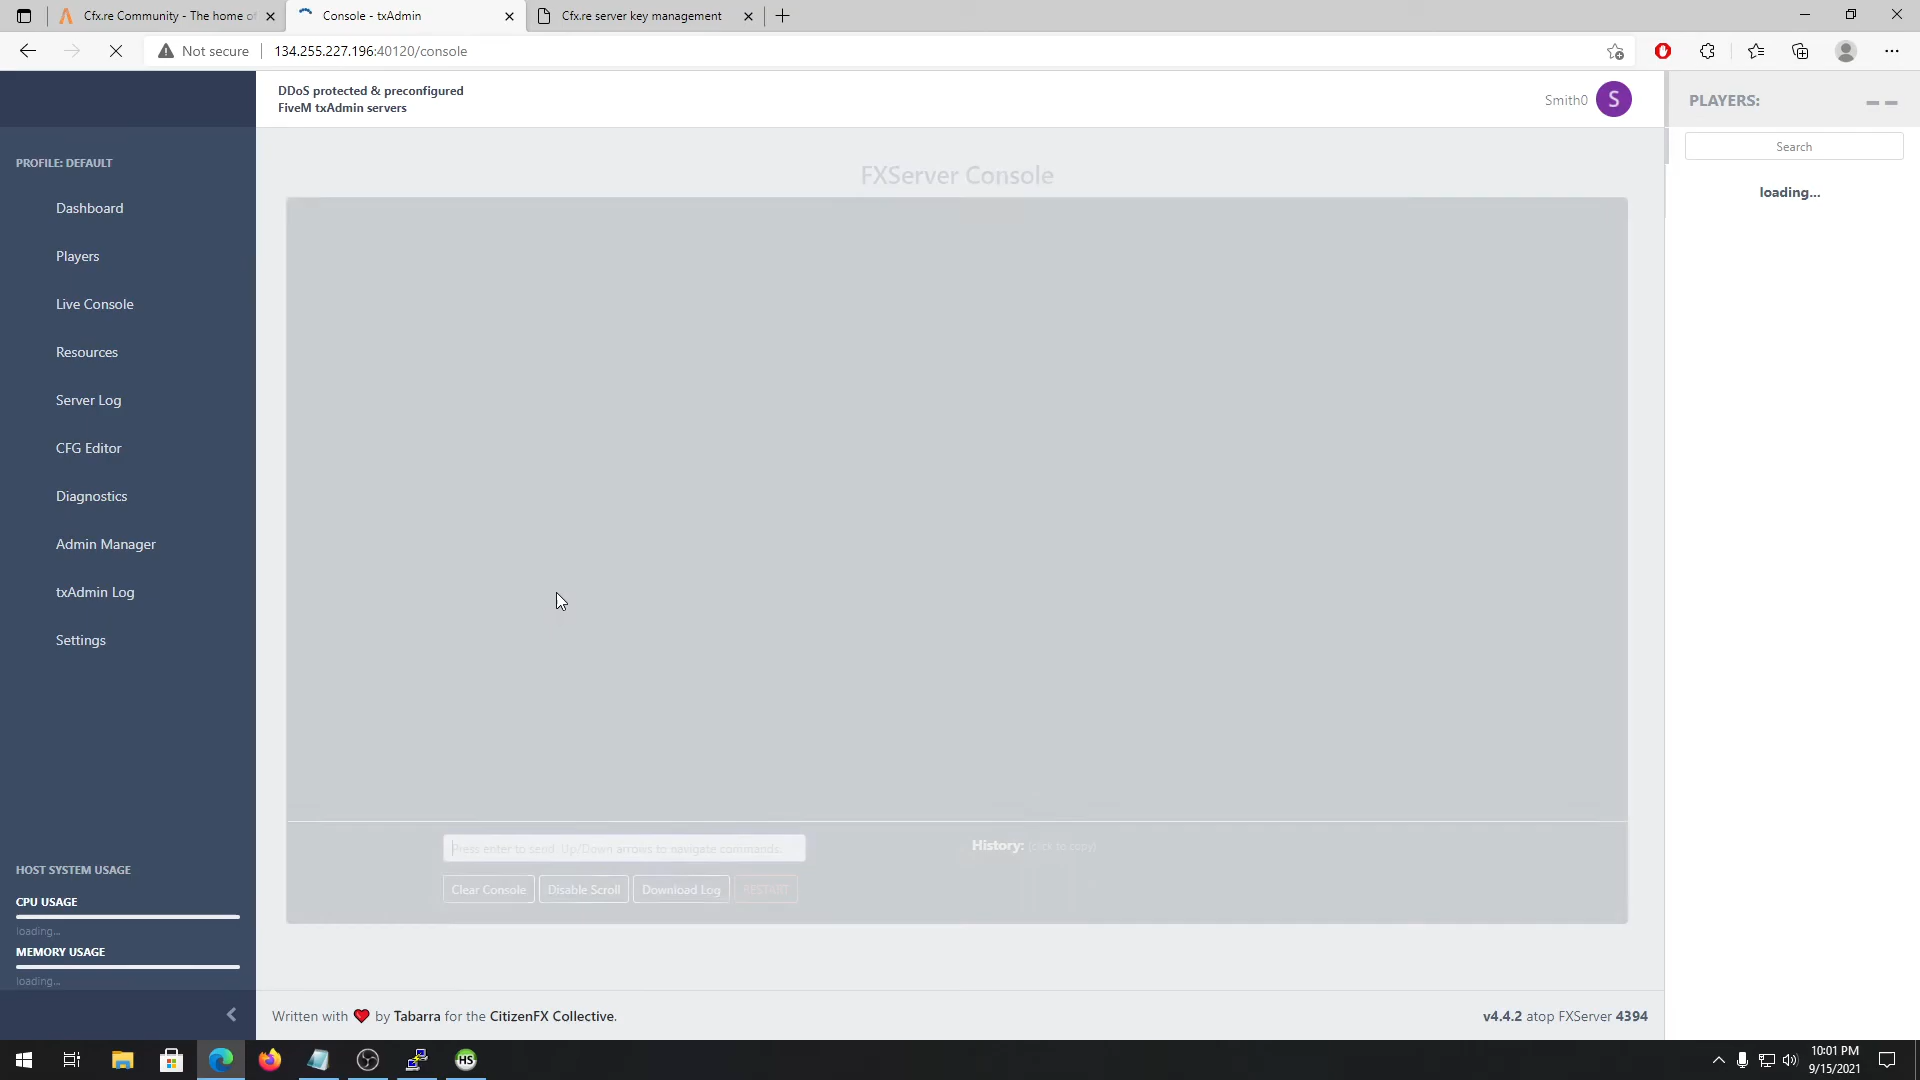 Cfx.re Community - The home of
Console - txAdmin
Cfx.re server key management
Not secure
134.255.227.196:40120/console
DDoS protected & preconfigured
FiveM txAdmin servers
Smith0
S
PLAYERS:
Search
loading...
PROFILE: DEFAULT
Dashboard
Players
Live Console
Resources
Server Log
CFG Editor
Diagnostics
Admin Manager
txAdmin Log
Settings
FXServer Console
Press enter to send. Up/Down arrows to navigate commands.
History: (click to copy)
Clear Console
Disable Scroll
Download Log
RESTART
HOST SYSTEM USAGE
CPU USAGE
loading...
MEMORY USAGE
loading...
Written with ❤ by Tabarra for the CitizenFX Collective.
v4.4.2 atop FXServer 4394
HS
10:01 PM
9/15/2021